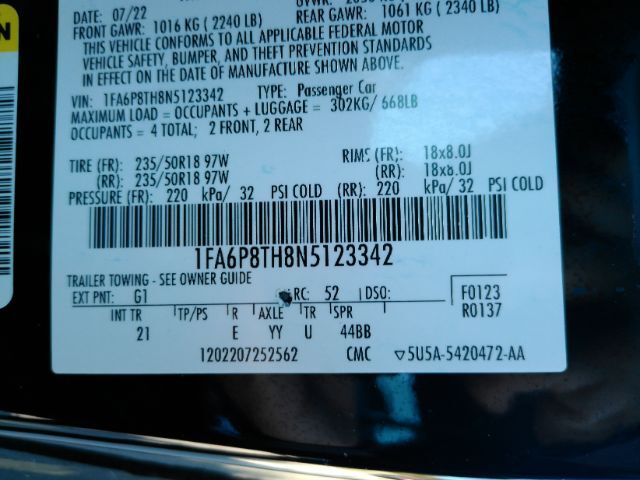 DATE: 07/22
FRONT GAWR: 1016 KG (2240 LB) REAR GAWR: 1061 KG (2340 LB)
THIS VEHICLE CONFORMS TO ALL APPLICABLE FEDERAL MOTOR
VEHICLE SAFETY, BUMPER, AND THEFT PREVENTION STANDARDS
IN EFFECT ON THE DATE OF MANUFACTURE SHOWN ABOVE.
VIN: 1FA6P8TH8N5123342 TYPE: Passenger Car
MAXIMUM LOAD = OCCUPANTS + LUGGAGE = 302KG/ 668LB
OCCUPANTS = 4 TOTAL; 2 FRONT, 2 REAR
TIRE (FR): 235/50R18 97W RIMS (FR): 18x8.0J
(RR): 235/50R18 97W (RR): 18x8.0J
PRESSURE (FR): 220 kPa/ 32 PSI COLD (RR): 220 kPa/ 32 PSI COLD
1FA6P8TH8N5123342
TRAILER TOWING - SEE OWNER GUIDE
EXT PNT: G1 RC: 52 DSO: F0123
INT TR TP/PS R AXLE TR SPR R0137
21 E YY U 44BB
1202207252562 CMC ▽5U5A-5420472-AA